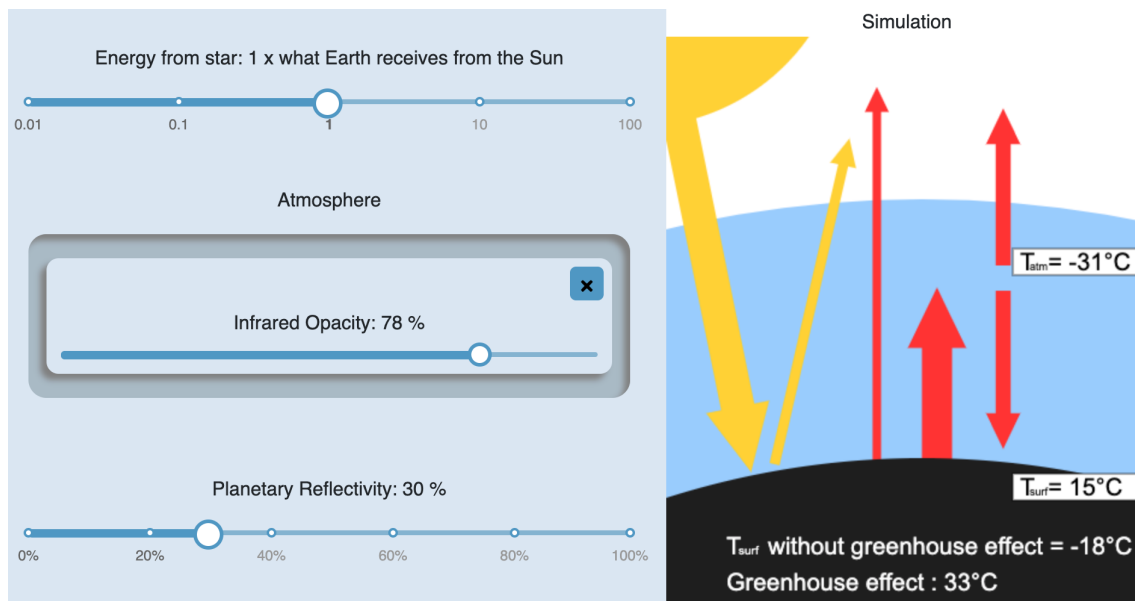 Energy from star: 1 x what Earth receives from the Sun
0.01 0.1 1 10 100
Atmosphere
×
Infrared Opacity: 78 %
Planetary Reflectivity: 30 %
0% 20% 40% 60% 80% 100%
Simulation
Tatm= -31°C
Tsurf= 15°C
Tsurf without greenhouse effect = -18°C
Greenhouse effect : 33°C